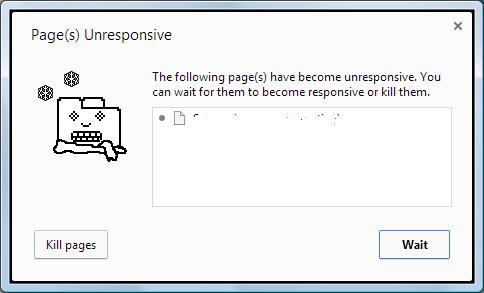 Page(s) Unresponsive
The following page(s) have become unresponsive. You
can wait for them to become responsive or kill them.
Kill pages
Wait